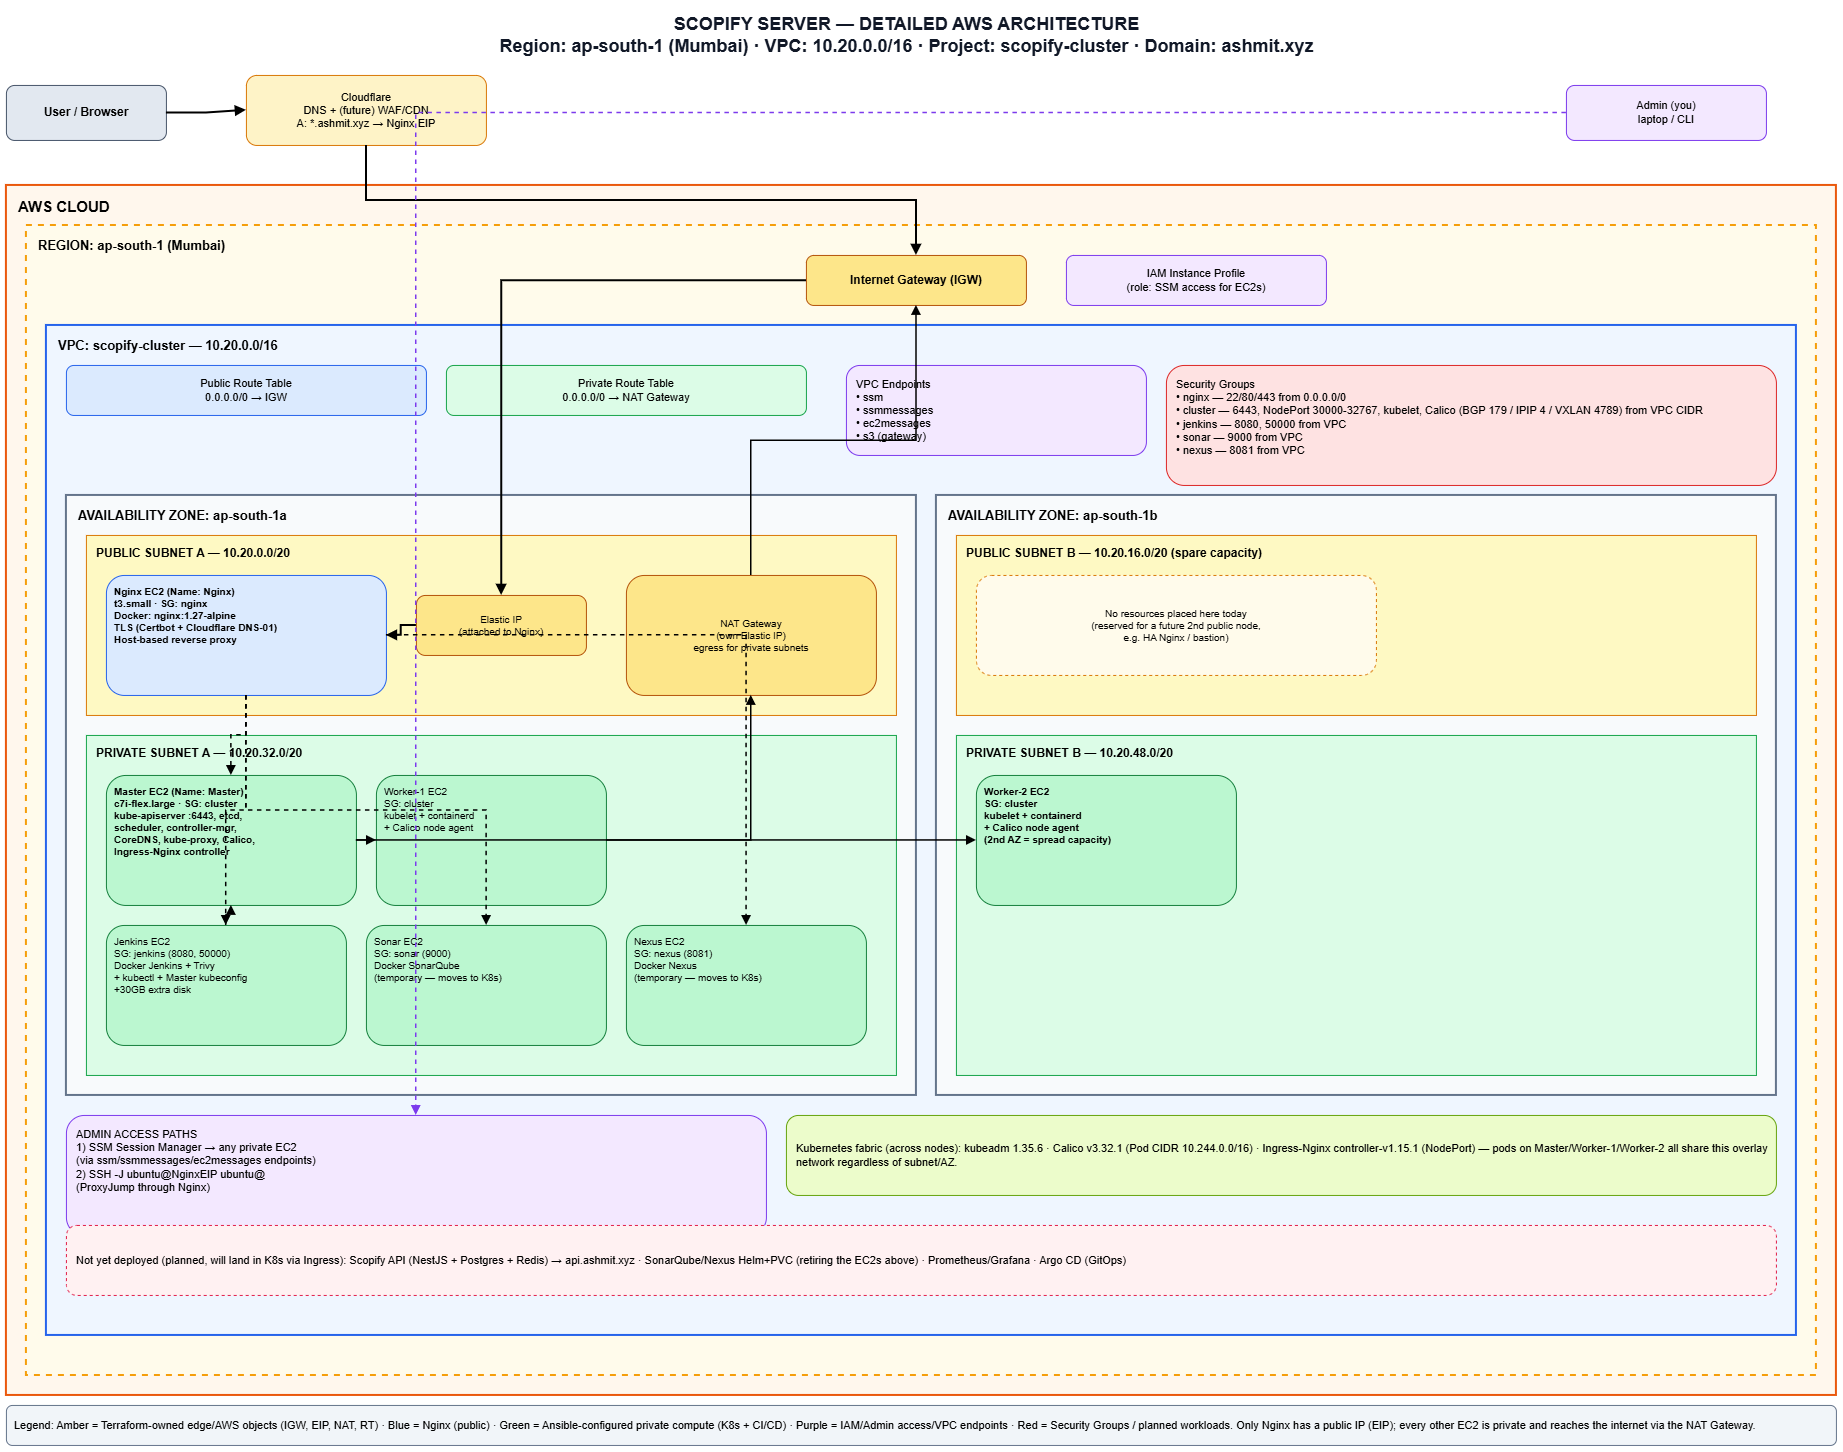 SCOPIFY SERVER — DETAILED AWS ARCHITECTURE
Region: ap-south-1 (Mumbai) · VPC: 10.20.0.0/16 · Project: scopify-cluster · Domain: ashmit.xyz
User / Browser
Cloudflare
DNS + (future) WAF/CDN
A: *.ashmit.xyz → Nginx EIP
Admin (you)
laptop / CLI
AWS CLOUD
REGION: ap-south-1 (Mumbai)
Internet Gateway (IGW)
IAM Instance Profile
(role: SSM access for EC2s)
VPC: scopify-cluster — 10.20.0.0/16
Public Route Table
0.0.0.0/0 → IGW
Private Route Table
0.0.0.0/0 → NAT Gateway
VPC Endpoints
• ssm
• ssmmessages
• ec2messages
• s3 (gateway)
Security Groups
• nginx — 22/80/443 from 0.0.0.0/0
• cluster — 6443, NodePort 30000-32767, kubelet, Calico (BGP 179 / IPIP 4 / VXLAN 4789) from VPC CIDR
• jenkins — 8080, 50000 from VPC
• sonar — 9000 from VPC
• nexus — 8081 from VPC
AVAILABILITY ZONE: ap-south-1a
PUBLIC SUBNET A — 10.20.0.0/20
Nginx EC2 (Name: Nginx)
t3.small · SG: nginx
Docker: nginx:1.27-alpine
TLS (Certbot + Cloudflare DNS-01)
Host-based reverse proxy
Elastic IP
(attached to Nginx)
NAT Gateway
(own Elastic IP)
egress for private subnets
PRIVATE SUBNET A — 10.20.32.0/20
Master EC2 (Name: Master)
c7i-flex.large · SG: cluster
kube-apiserver :6443, etcd,
scheduler, controller-mgr,
CoreDNS, kube-proxy, Calico,
Ingress-Nginx controller
Worker-1 EC2
SG: cluster
kubelet + containerd
+ Calico node agent
Jenkins EC2
SG: jenkins (8080, 50000)
Docker Jenkins + Trivy
+ kubectl + Master kubeconfig
+30GB extra disk
Sonar EC2
SG: sonar (9000)
Docker SonarQube
(temporary — moves to K8s)
Nexus EC2
SG: nexus (8081)
Docker Nexus
(temporary — moves to K8s)
AVAILABILITY ZONE: ap-south-1b
PUBLIC SUBNET B — 10.20.16.0/20 (spare capacity)
No resources placed here today
(reserved for a future 2nd public node,
e.g. HA Nginx / bastion)
PRIVATE SUBNET B — 10.20.48.0/20
Worker-2 EC2
SG: cluster
kubelet + containerd
+ Calico node agent
(2nd AZ = spread capacity)
ADMIN ACCESS PATHS
1) SSM Session Manager → any private EC2
(via ssm/ssmmessages/ec2messages endpoints)
2) SSH -J ubuntu@NginxEIP ubuntu@
(ProxyJump through Nginx)
Kubernetes fabric (across nodes): kubeadm 1.35.6 · Calico v3.32.1 (Pod CIDR 10.244.0.0/16) · Ingress-Nginx controller-v1.15.1 (NodePort) — pods on Master/Worker-1/Worker-2 all share this overlay
network regardless of subnet/AZ.
Not yet deployed (planned, will land in K8s via Ingress): Scopify API (NestJS + Postgres + Redis) → api.ashmit.xyz · SonarQube/Nexus Helm+PVC (retiring the EC2s above) · Prometheus/Grafana · Argo CD (GitOps)
Legend: Amber = Terraform-owned edge/AWS objects (IGW, EIP, NAT, RT) · Blue = Nginx (public) · Green = Ansible-configured private compute (K8s + CI/CD) · Purple = IAM/Admin access/VPC endpoints · Red = Security Groups / planned workloads. Only Nginx has a public IP (EIP); every other EC2 is private and reaches the internet via the NAT Gateway.